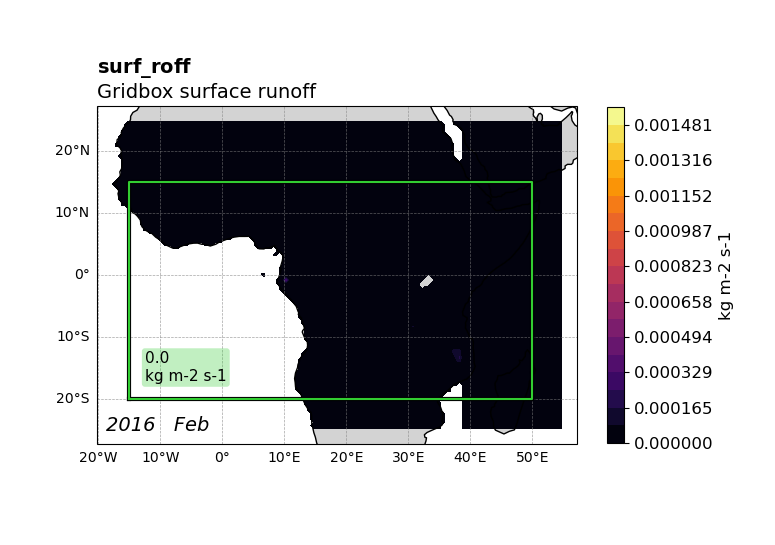 surf_roff
Gridbox surface runoff
20°N
10°N
0°
10°S
20°S
0.0
kg m-2 s-1
2016 Feb
20°W 10°W 0° 10°E 20°E 30°E 40°E 50°E
0.001481
0.001316
0.001152
0.000987
0.000823
0.000658
0.000494
0.000329
0.000165
0.000000
kg m-2 s-1